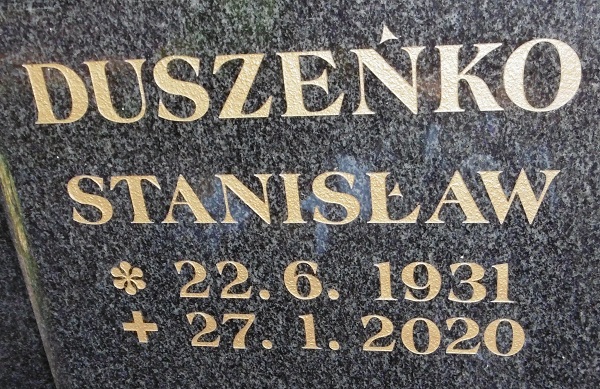 DUSZEŃKO
STANISŁAW
* 22. 6. 1931
+ 27. 1. 2020